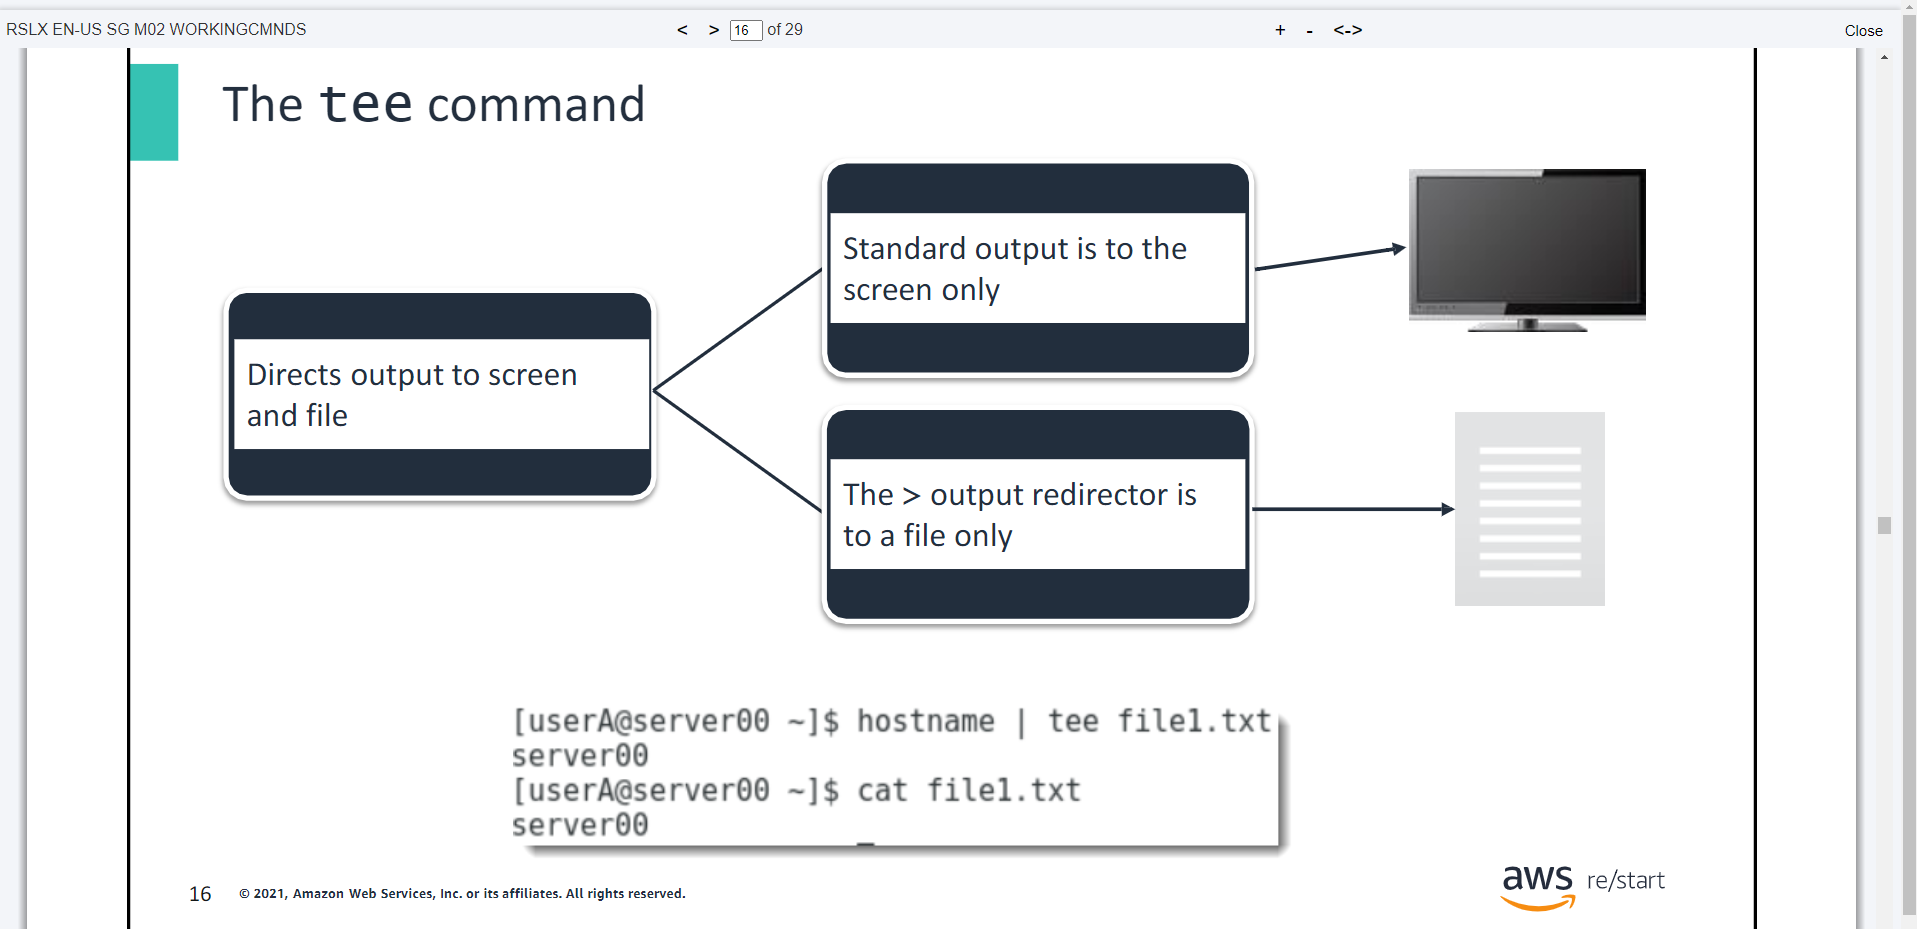 RSLX EN-US SG M02 WORKINGCMNDS
< > 16 of 29
+ - <->
Close
The tee command
Standard output is to the
screen only
Directs output to screen
and file
The > output redirector is
to a file only
[userA@server00 ~]$ hostname | tee file1.txt
server00
[userA@server00 ~]$ cat file1.txt
server00
16
© 2021, Amazon Web Services, Inc. or its affiliates. All rights reserved.
aws re/start